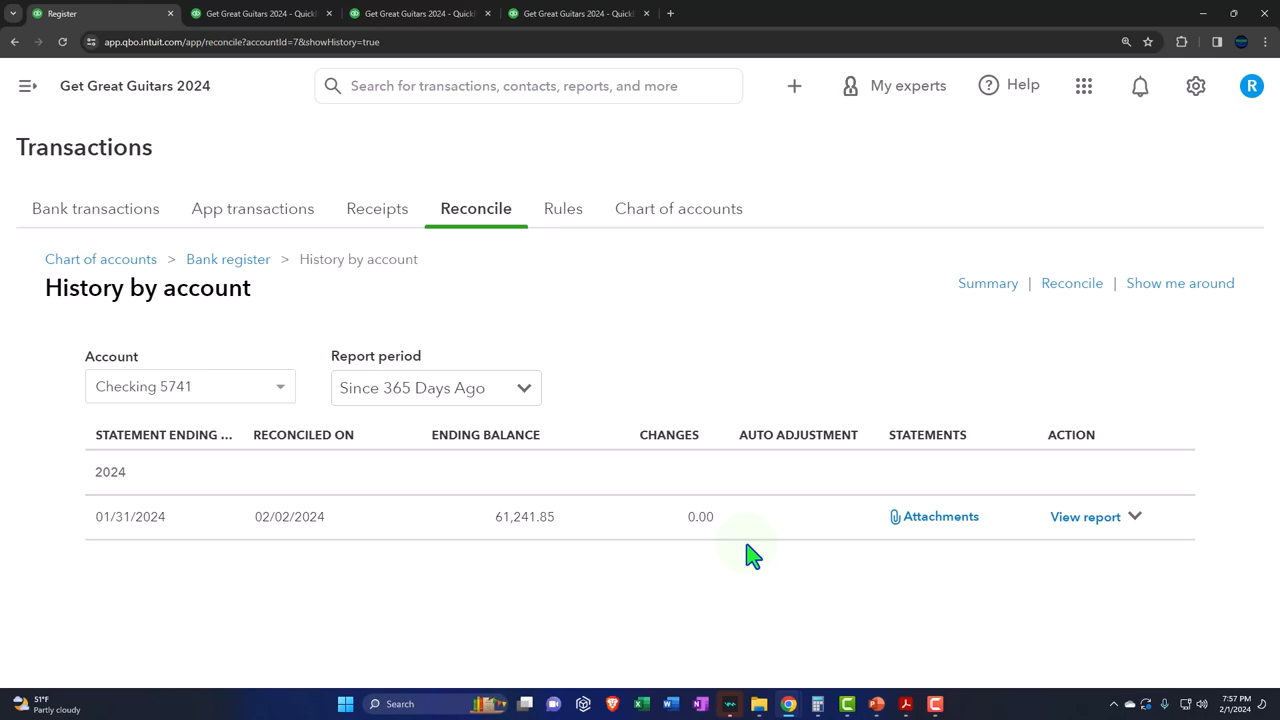 Register
Get Great Guitars 2024 - Quick
Get Great Guitars 2024 - Quick
Get Great Guitars 2024 - Quick
app.qbo.intuit.com/app/reconcile?accountId=7&showHistory=true
Get Great Guitars 2024
Search for transactions, contacts, reports, and more
My experts
Help
R
Transactions
Bank transactions
App transactions
Receipts
Reconcile
Rules
Chart of accounts
Chart of accounts > Bank register > History by account
History by account
Summary | Reconcile | Show me around
Account
Report period
Checking 5741
Since 365 Days Ago
STATEMENT ENDING ... RECONCILED ON ENDING BALANCE CHANGES AUTO ADJUSTMENT STATEMENTS ACTION
2024
01/31/2024 02/02/2024 61,241.85 0.00 Attachments View report
51°F
Partly cloudy
Search
7:57 PM
2/1/2024